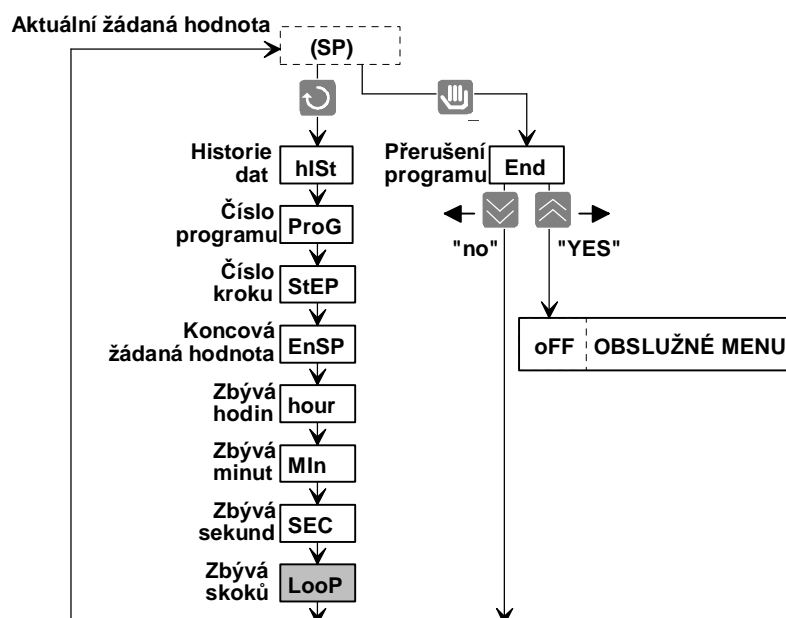 Aktuální žádaná hodnota
(SP)
Historie
dat
hISt
Přerušení
programu
End
Číslo
programu
ProG
"no"
"YES"
Číslo
kroku
StEP
Koncová
žádaná hodnota
EnSP
oFF
OBSLUŽNÉ MENU
Zbývá
hodin
hour
Zbývá
minut
MIn
Zbývá
sekund
SEC
Zbývá
skoků
LooP